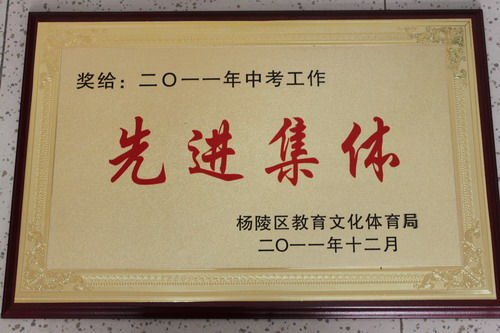 奖给：二〇一一年中考工作
先进集体
杨陵区教育文化体育局
二〇一一年十二月